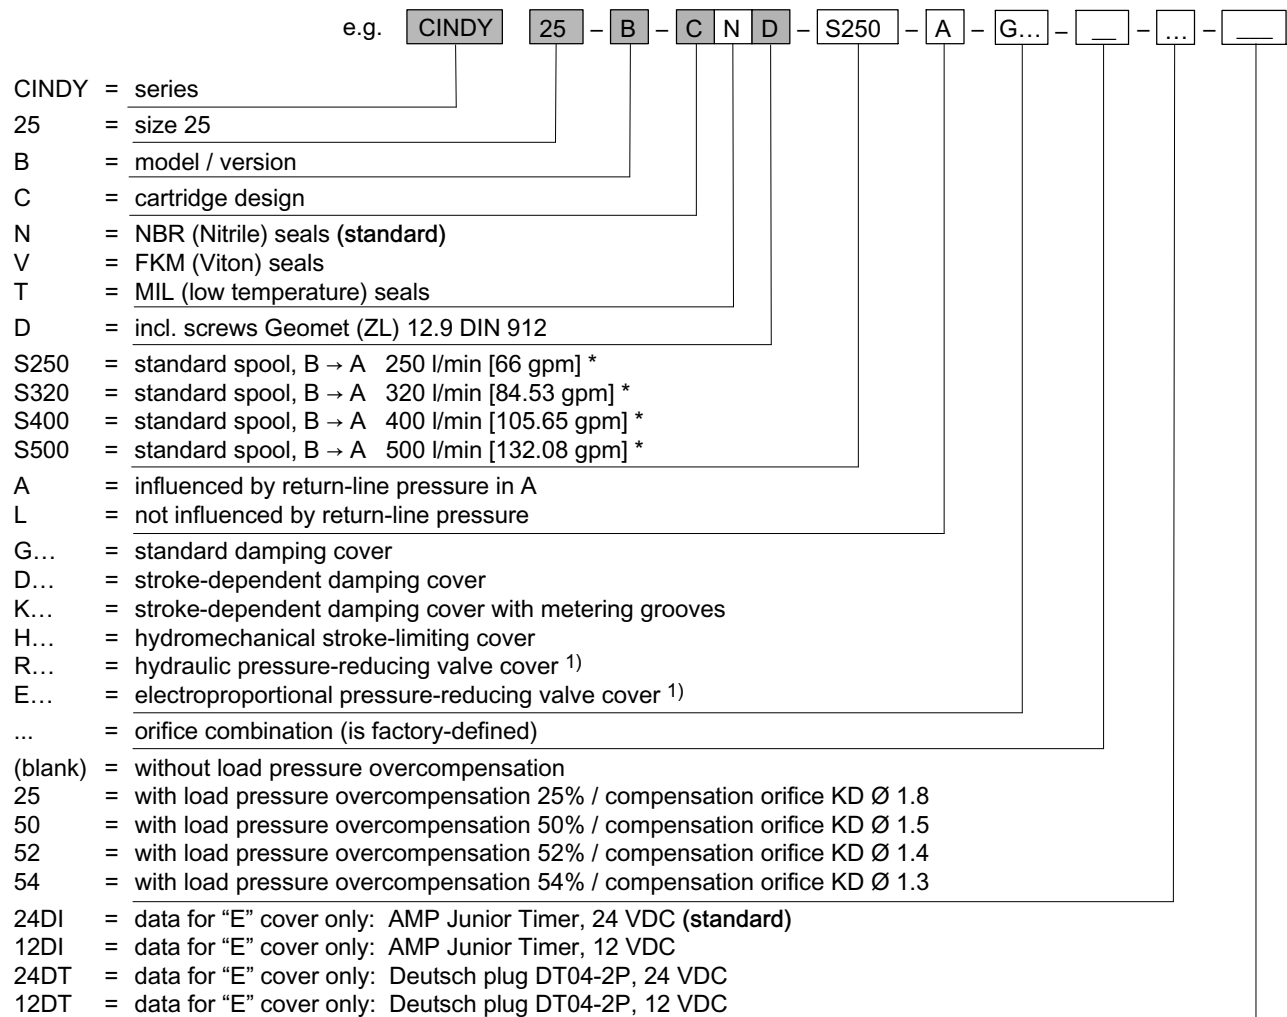 e.g. CINDY 25 – B – C N D – S250 – A – G… – __ – … – ___
CINDY = series
25 = size 25
B = model / version
C = cartridge design
N = NBR (Nitrile) seals (standard)
V = FKM (Viton) seals
T = MIL (low temperature) seals
D = incl. screws Geomet (ZL) 12.9 DIN 912
S250 = standard spool, B → A 250 l/min [66 gpm] *
S320 = standard spool, B → A 320 l/min [84.53 gpm] *
S400 = standard spool, B → A 400 l/min [105.65 gpm] *
S500 = standard spool, B → A 500 l/min [132.08 gpm] *
A = influenced by return-line pressure in A
L = not influenced by return-line pressure
G… = standard damping cover
D… = stroke-dependent damping cover
K… = stroke-dependent damping cover with metering grooves
H… = hydromechanical stroke-limiting cover
R… = hydraulic pressure-reducing valve cover 1)
E… = electroproportional pressure-reducing valve cover 1)
... = orifice combination (is factory-defined)
(blank) = without load pressure overcompensation
25 = with load pressure overcompensation 25% / compensation orifice KD Ø 1.8
50 = with load pressure overcompensation 50% / compensation orifice KD Ø 1.5
52 = with load pressure overcompensation 52% / compensation orifice KD Ø 1.4
54 = with load pressure overcompensation 54% / compensation orifice KD Ø 1.3
24DI = data for “E” cover only: AMP Junior Timer, 24 VDC (standard)
12DI = data for “E” cover only: AMP Junior Timer, 12 VDC
24DT = data for “E” cover only: Deutsch plug DT04-2P, 24 VDC
12DT = data for “E” cover only: Deutsch plug DT04-2P, 12 VDC